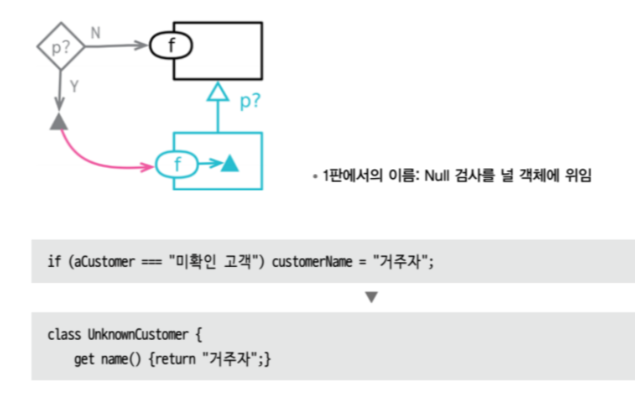 N
p?
f
Y
p?
f
• 1판에서의 이름: Null 검사를 널 객체에 위임
if (aCustomer === "미확인 고객") customerName = "거주자";
▼
class UnknownCustomer {
    get name() {return "거주자";}